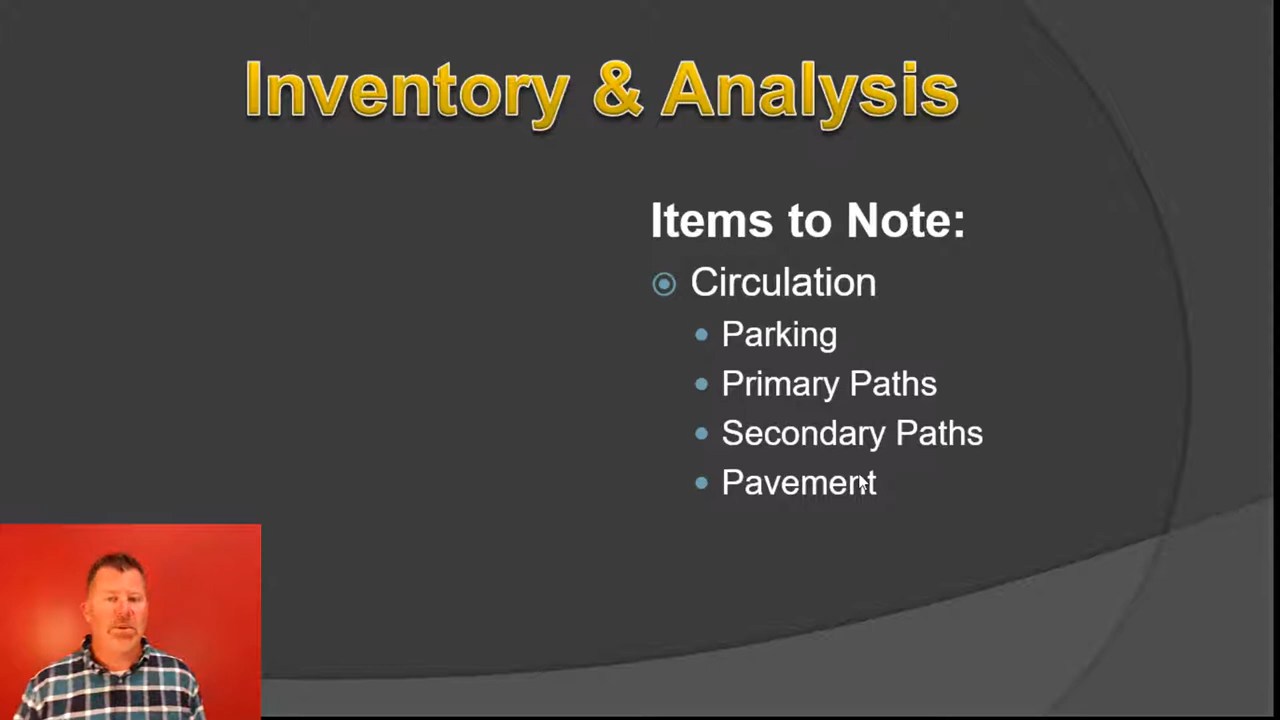 Inventory & Analysis
Items to Note:
Circulation
Parking
Primary Paths
Secondary Paths
Pavement